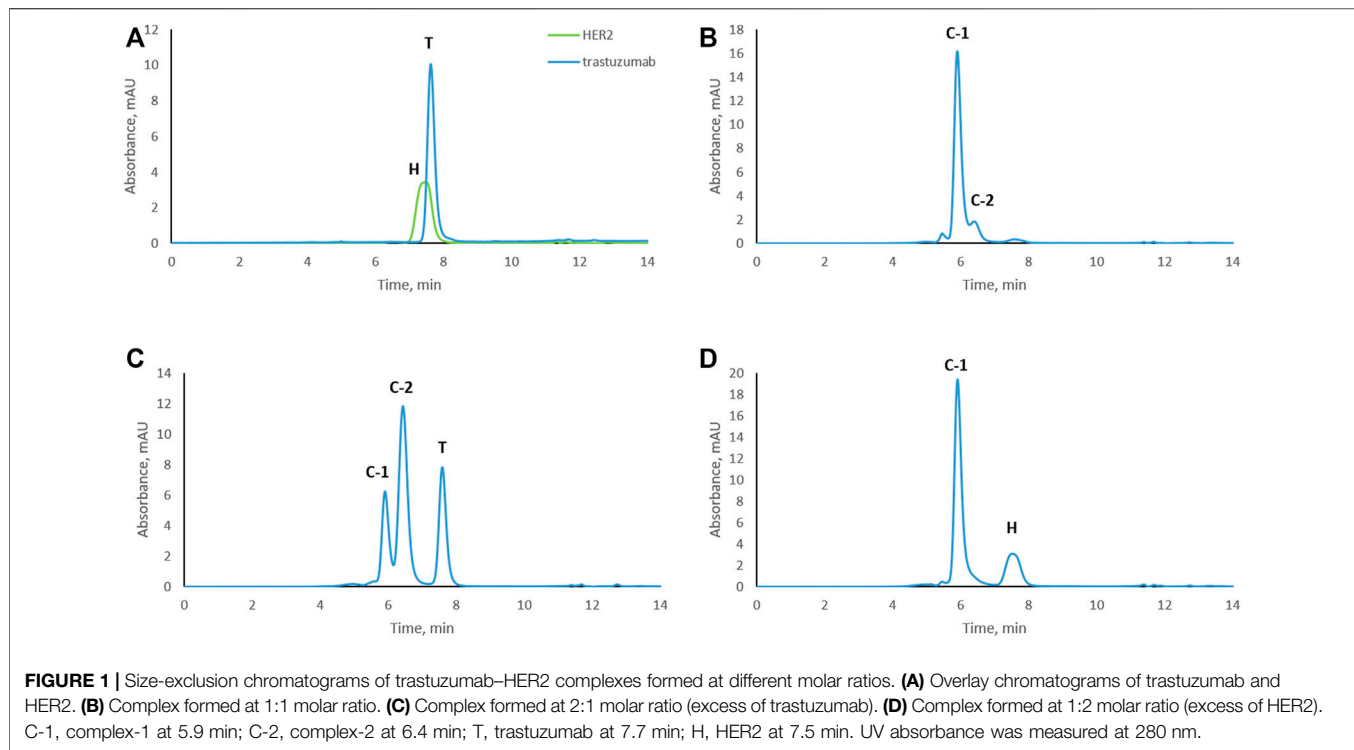 A
HER2
trastuzumab
T
H
Absorbance, mAU
12
10
8
6
4
2
0
0 2 4 6 8 10 12 14
Time, min
B
C-1
C-2
Absorbance, mAU
18
16
14
12
10
8
6
4
2
0
0 2 4 6 8 10 12 14
Time, min
C
C-1
C-2
T
Absorbance, mAU
14
12
10
8
6
4
2
0
0 2 4 6 8 10 12 14
Time, min
D
C-1
H
Absorbance, mAU
20
18
16
14
12
10
8
6
4
2
0
0 2 4 6 8 10 12 14
Time, min
FIGURE 1 | Size-exclusion chromatograms of trastuzumab–HER2 complexes formed at different molar ratios. (A) Overlay chromatograms of trastuzumab and
HER2. (B) Complex formed at 1:1 molar ratio. (C) Complex formed at 2:1 molar ratio (excess of trastuzumab). (D) Complex formed at 1:2 molar ratio (excess of HER2).
C-1, complex-1 at 5.9 min; C-2, complex-2 at 6.4 min; T, trastuzumab at 7.7 min; H, HER2 at 7.5 min. UV absorbance was measured at 280 nm.